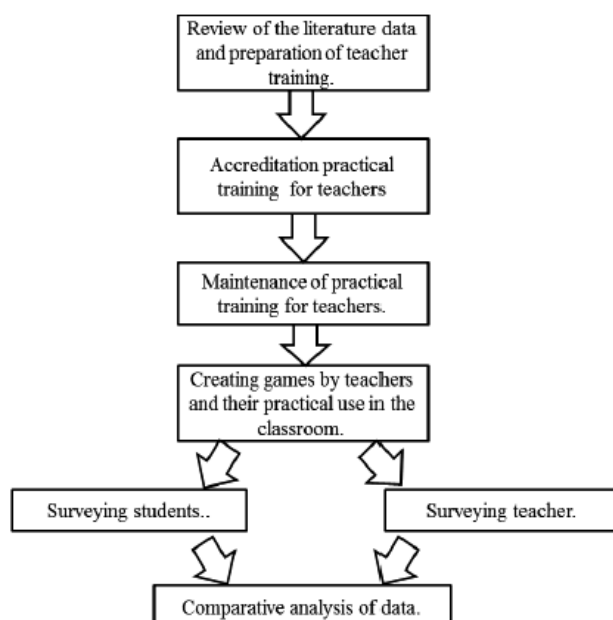 Review of the literature data
and preparation of teacher
training.
Accreditation practical
training for teachers
Maintenance of practical
training for teachers.
Creating games by teachers
and their practical use in the
classroom.
Surveying students..
Surveying teacher.
Comparative analysis of data.